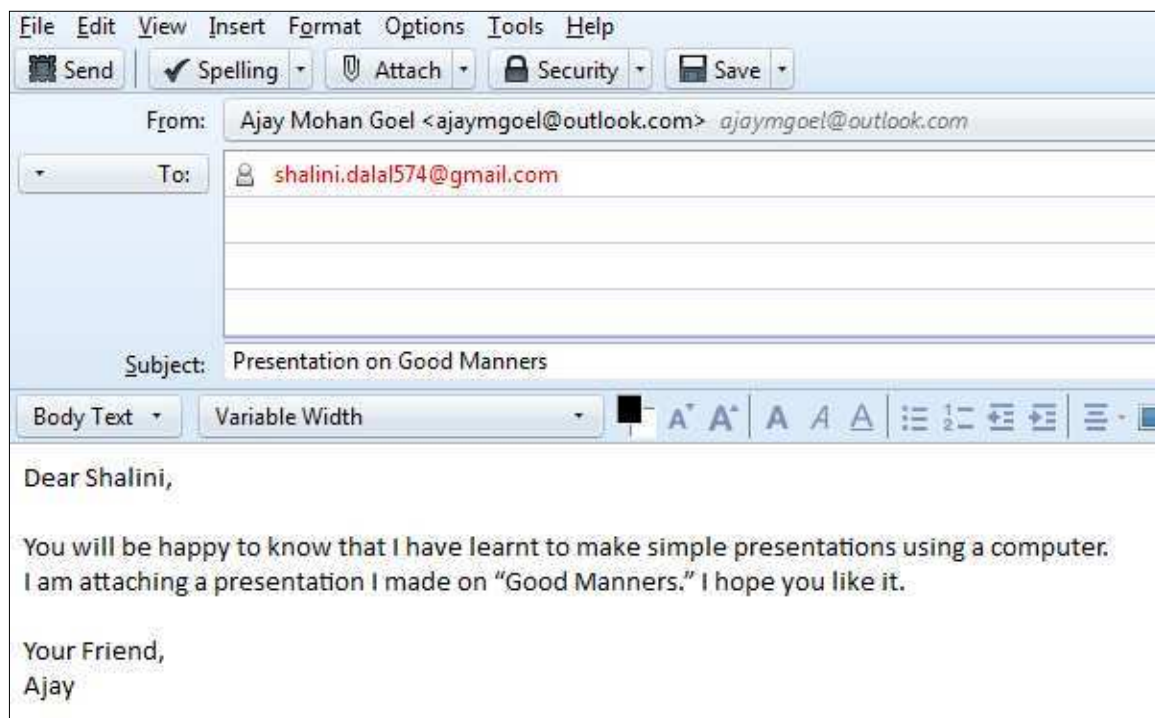 File Edit View Insert Format Options Tools Help
Send Spelling Attach Security Save
From: Ajay Mohan Goel <ajaymgoel@outlook.com> ajaymgoel@outlook.com
To: shalini.dalal574@gmail.com
Subject: Presentation on Good Manners
Body Text Variable Width
Dear Shalini,
You will be happy to know that I have learnt to make simple presentations using a computer.
I am attaching a presentation I made on “Good Manners.” I hope you like it.
Your Friend,
Ajay